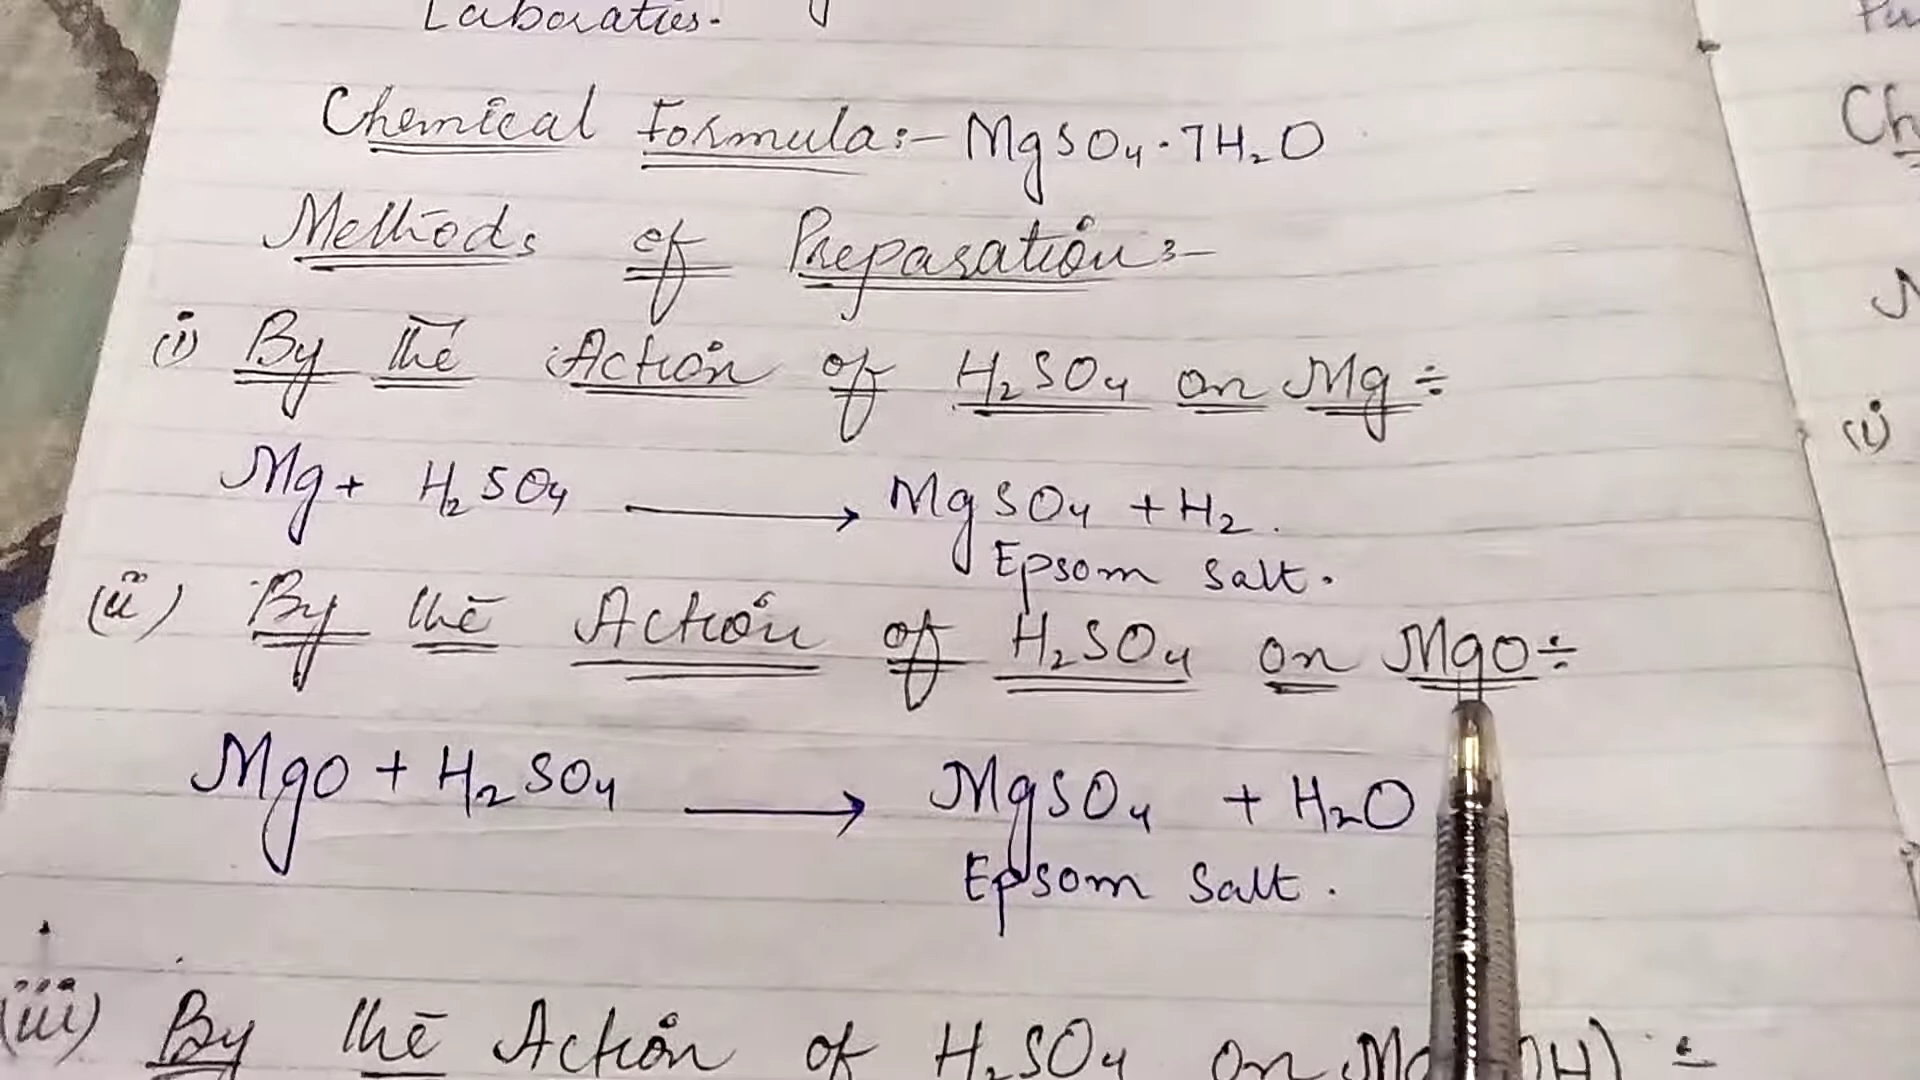 Laboraties.
Chemical Formula:- MgSO₄·7H₂O
Methods of Preparation:-
(i) By the Action of H₂SO₄ on Mg ÷
Mg + H₂SO₄ → MgSO₄ + H₂.
Epsom Salt.
(ii) By the Action of H₂SO₄ on MgO ÷
MgO + H₂SO₄ → MgSO₄ + H₂O
Epsom Salt.
(iii) By the Action of H₂SO₄ on
Ch
(i)